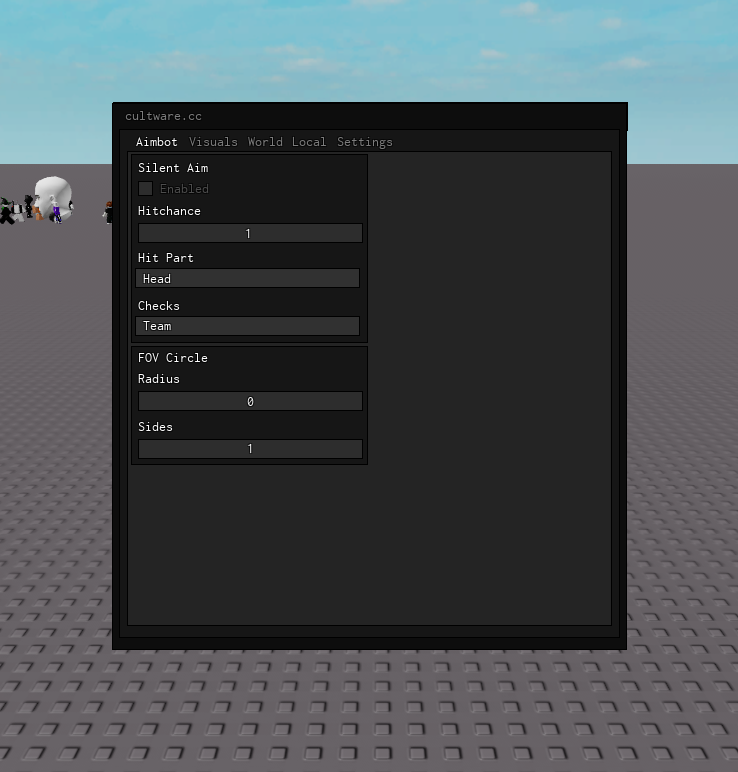 cultware.cc
Aimbot Visuals World Local Settings
Silent Aim
Enabled
Hitchance
1
Hit Part
Head
Checks
Team
FOV Circle
Radius
0
Sides
1